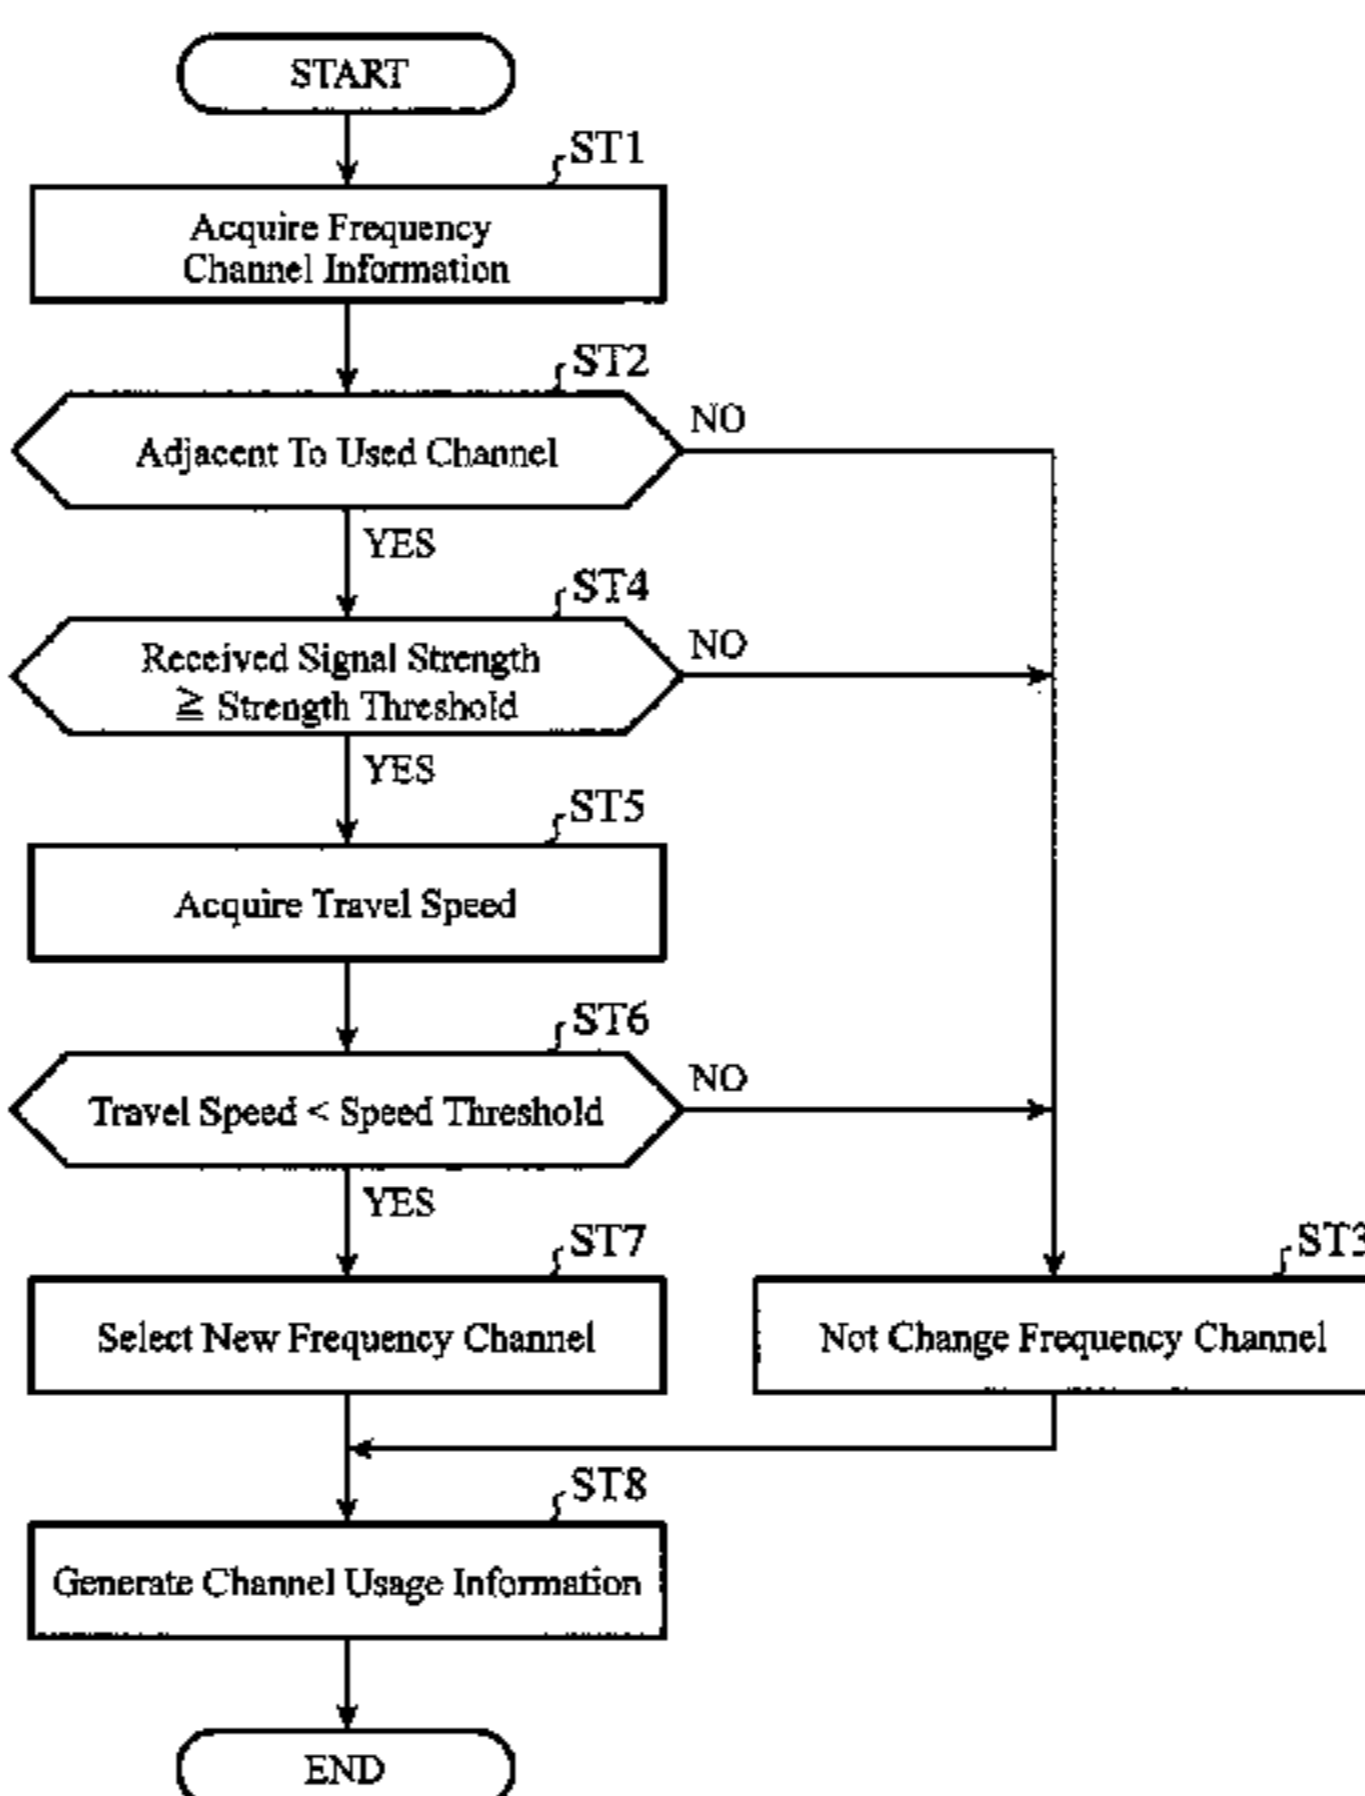 START
ST1
Acquire Frequency
Channel Information
ST2
Adjacent To Used Channel
NO
YES
ST4
Received Signal Strength
≧ Strength Threshold
NO
YES
ST5
Acquire Travel Speed
ST6
Travel Speed < Speed Threshold
NO
YES
ST7
Select New Frequency Channel
ST3
Not Change Frequency Channel
ST8
Generate Channel Usage Information
END